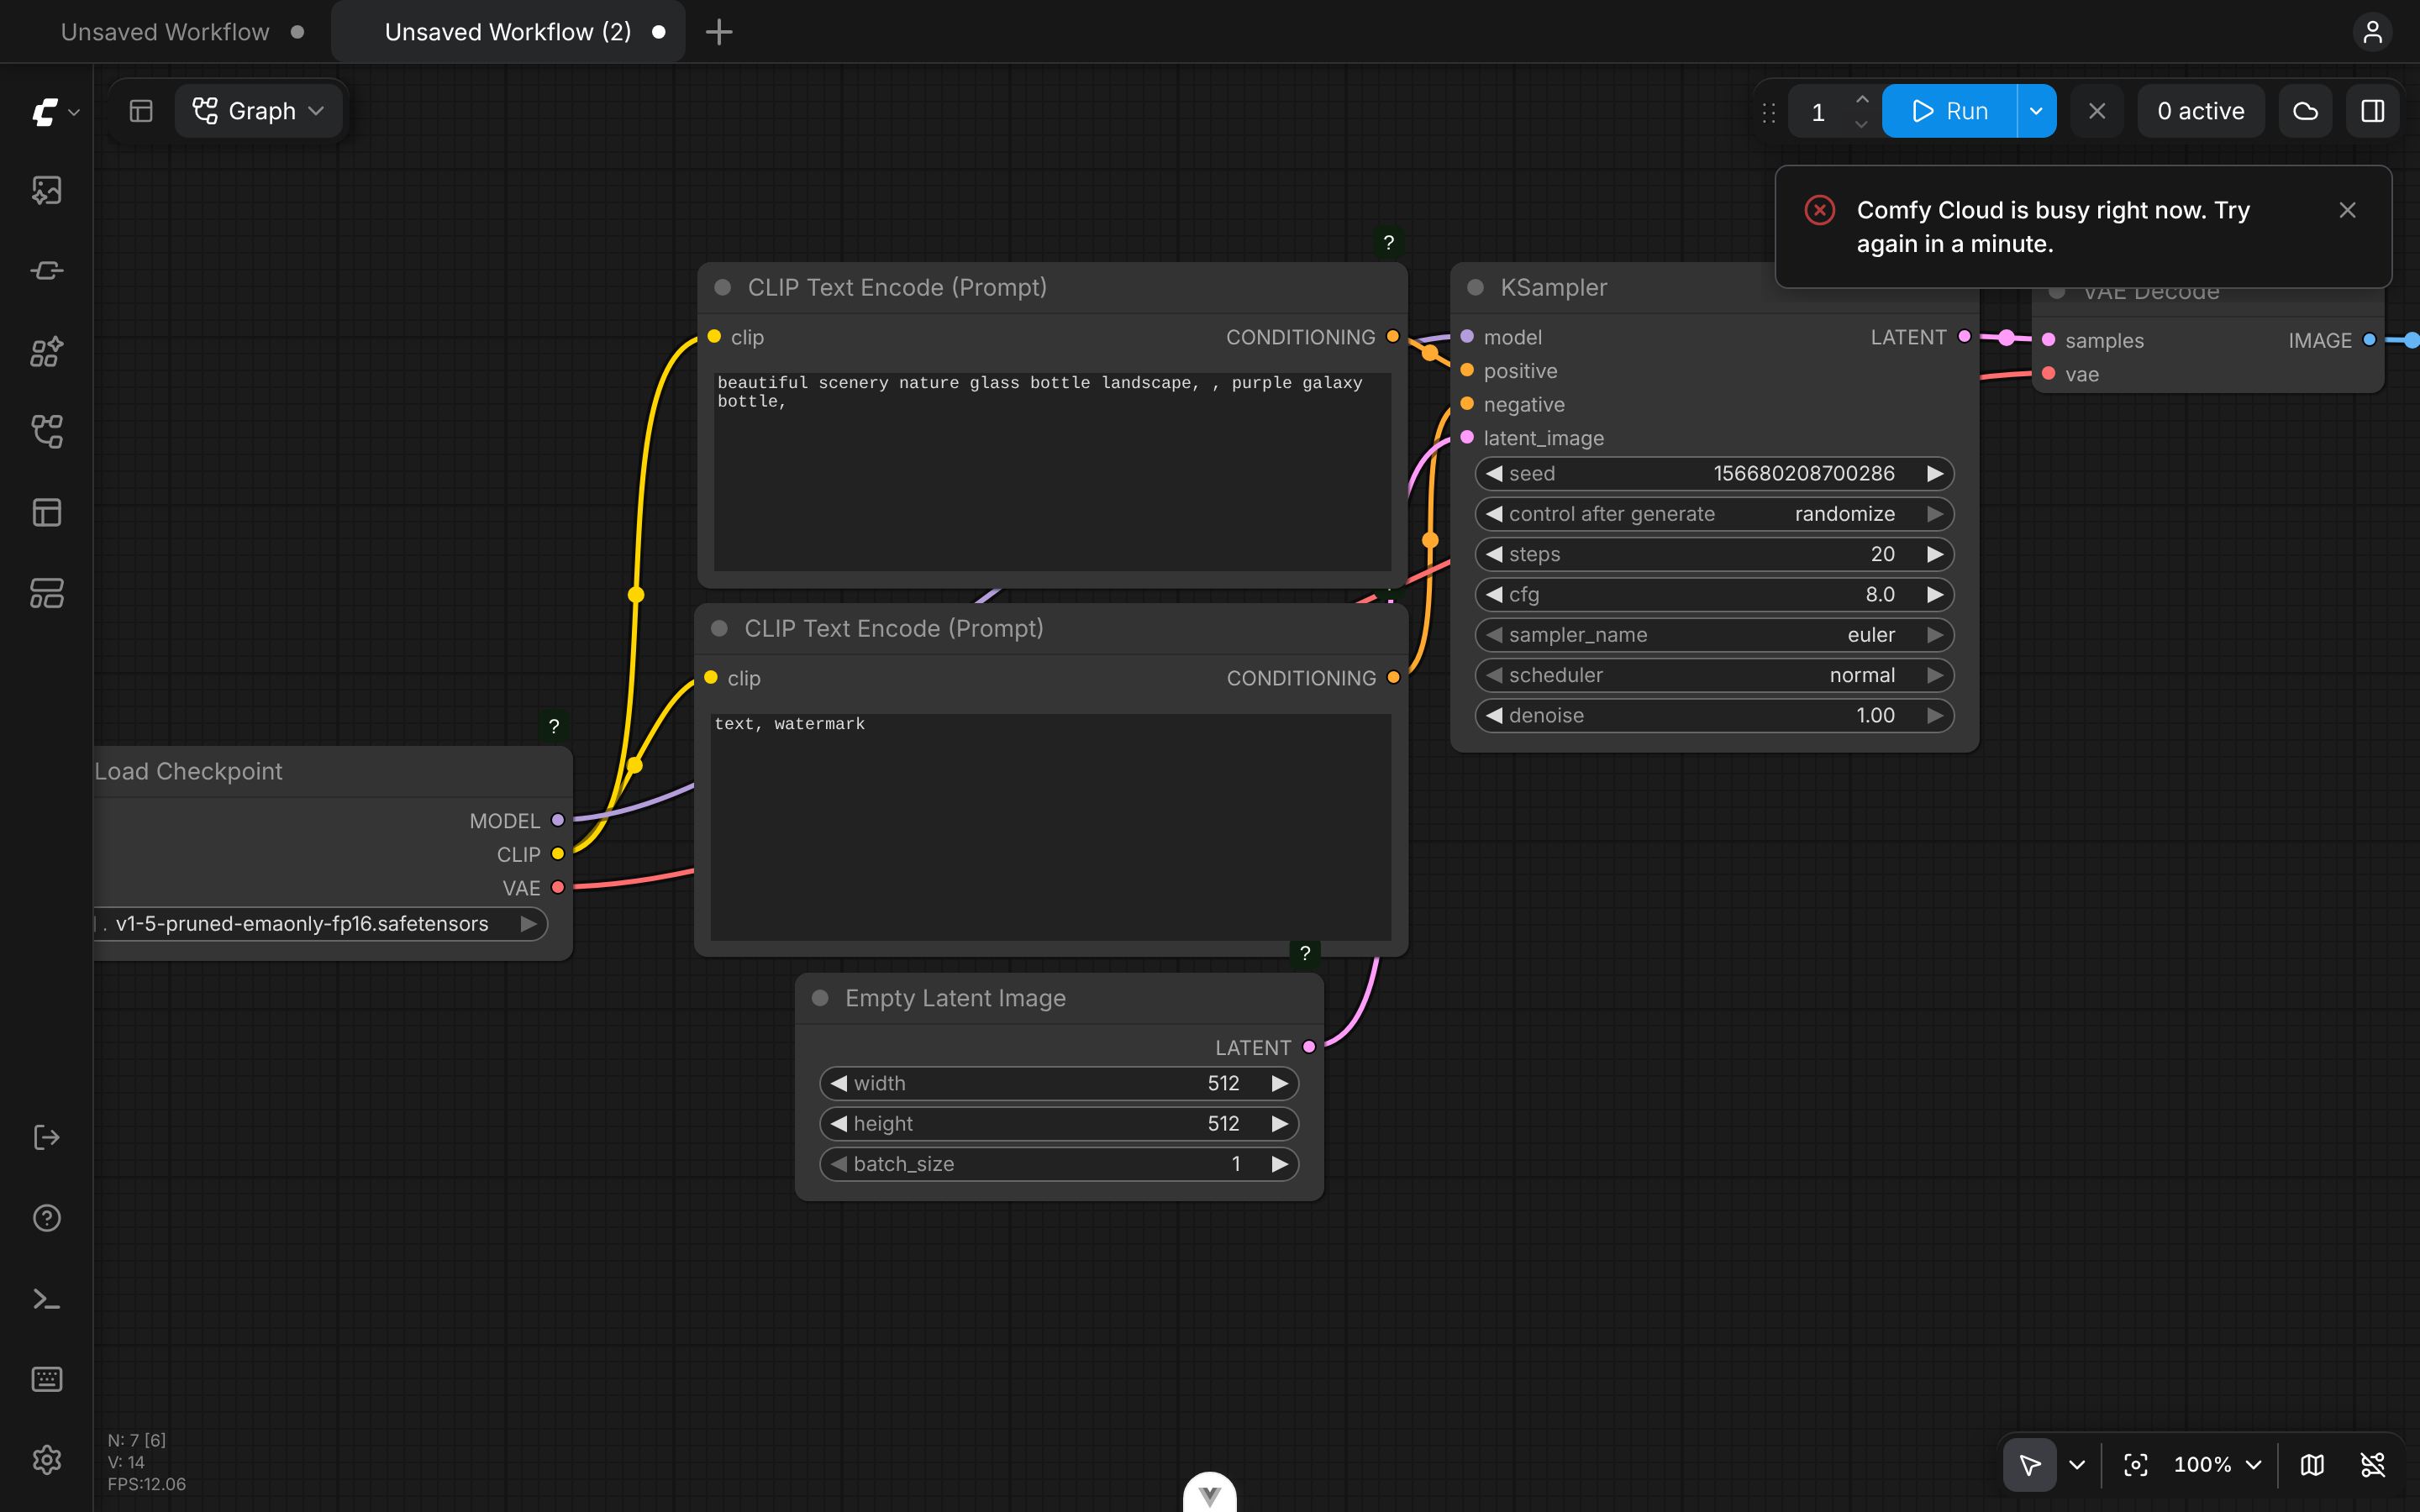 Unsaved Workflow
Unsaved Workflow (2)
Graph
1
Run
0 active
Comfy Cloud is busy right now. Try
again in a minute.
?
CLIP Text Encode (Prompt)
clip
CONDITIONING
beautiful scenery nature glass bottle landscape, , purple galaxy
bottle,
KSampler
model
LATENT
positive
negative
latent_image
seed 156680208700286
control after generate randomize
steps 20
cfg 8.0
sampler_name euler
scheduler normal
denoise 1.00
VAE Decode
samples
IMAGE
vae
CLIP Text Encode (Prompt)
clip
CONDITIONING
text, watermark
?
Load Checkpoint
MODEL
CLIP
VAE
v1-5-pruned-emaonly-fp16.safetensors
?
Empty Latent Image
LATENT
width 512
height 512
batch_size 1
N: 7 [6]
V: 14
FPS:12.06
100%